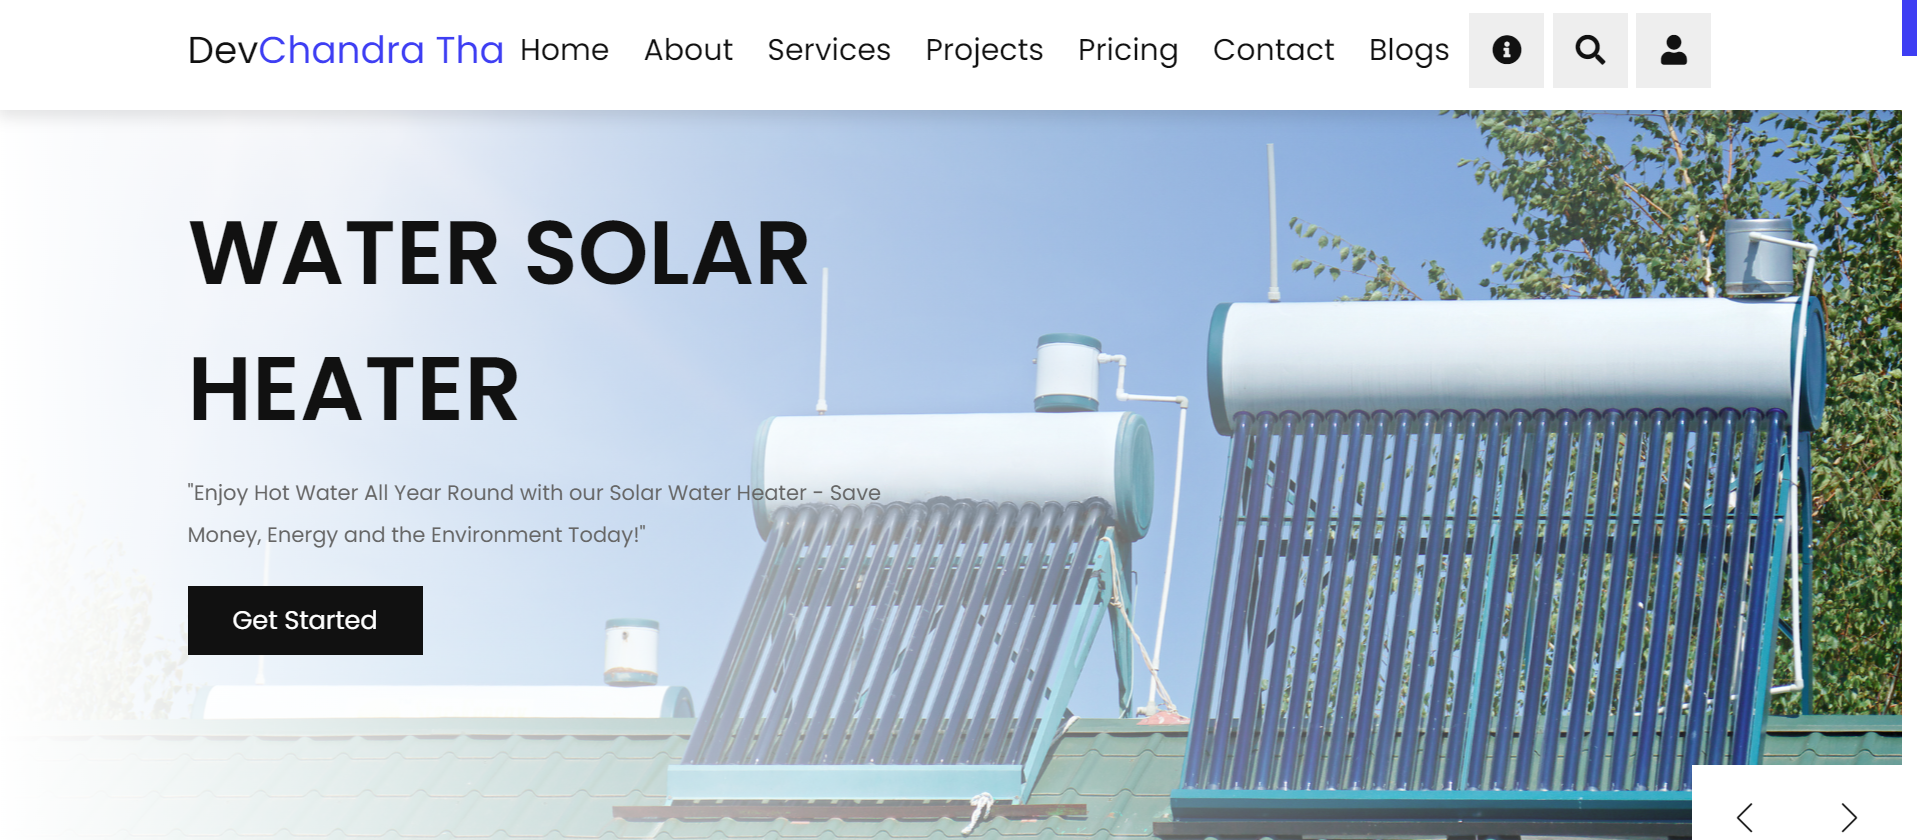 DevChandra Tha Home About Services Projects Pricing Contact Blogs
WATER SOLAR
HEATER
"Enjoy Hot Water All Year Round with our Solar Water Heater - Save
Money, Energy and the Environment Today!"
Get Started